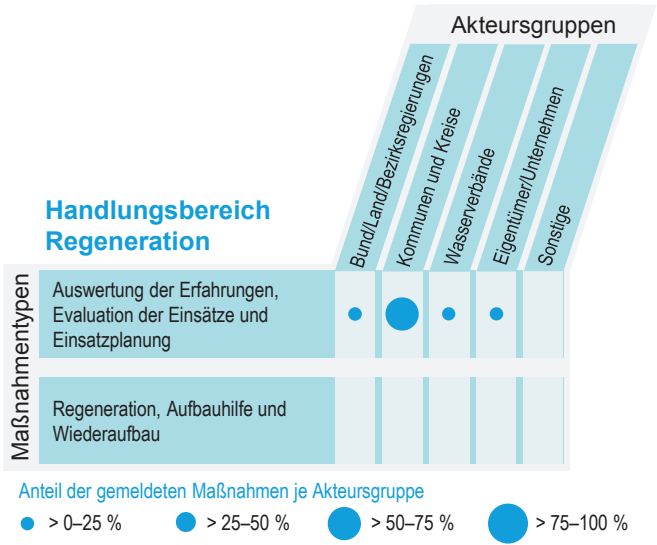 Akteursgruppen
Bund/Land/Bezirksregierungen
Kommunen und Kreise
Wasserverbände
Eigentümer/Unternehmen
Sonstige
Handlungsbereich
Regeneration
Maßnahmentypen
Auswertung der Erfahrungen,
Evaluation der Einsätze und
Einsatzplanung
Regeneration, Aufbauhilfe und
Wiederaufbau
Anteil der gemeldeten Maßnahmen je Akteursgruppe
> 0–25 % > 25–50 % > 50–75 % > 75–100 %